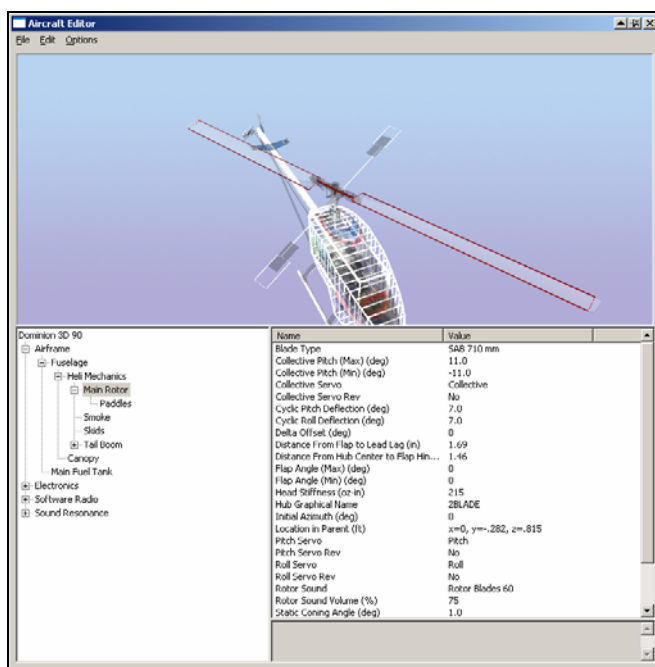 Aircraft Editor
File Edit Options
Dominion 3D 90
Airframe
Fuselage
Heli Mechanics
Main Rotor
Paddles
Smoke
Skids
Tail Boom
Canopy
Main Fuel Tank
Electronics
Software Radio
Sound Resonance
Name Value
Blade Type SAB 710 mm
Collective Pitch (Max) (deg) 11.0
Collective Pitch (Min) (deg) -11.0
Collective Servo Collective
Collective Servo Rev No
Cyclic Pitch Deflection (deg) 7.0
Cyclic Roll Deflection (deg) 7.0
Delta Offset (deg) 0
Distance From Flap to Lead Lag (in) 1.69
Distance From Hub Center to Flap Hin... 1.46
Flap Angle (Max) (deg) 0
Flap Angle (Min) (deg) 0
Head Stiffness (oz-in) 215
Hub Graphical Name 2BLADE
Initial Azimuth (deg) 0
Location in Parent (ft) x=0, y=-.282, z=.815
Pitch Servo Pitch
Pitch Servo Rev No
Roll Servo Roll
Roll Servo Rev No
Rotor Sound Rotor Blades 60
Rotor Sound Volume (%) 75
Static Coning Angle (deg) 1.0